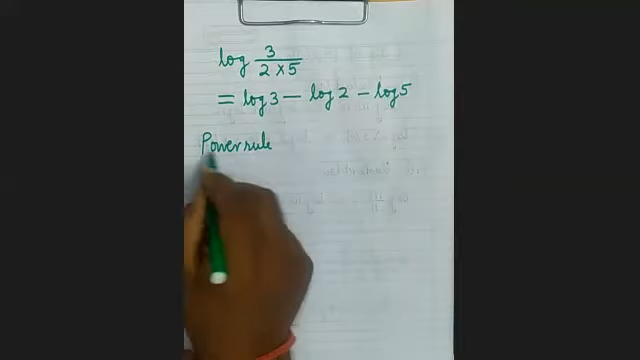 log 3 / 2 × 5
= log 3 — log 2 - log 5
Power rule